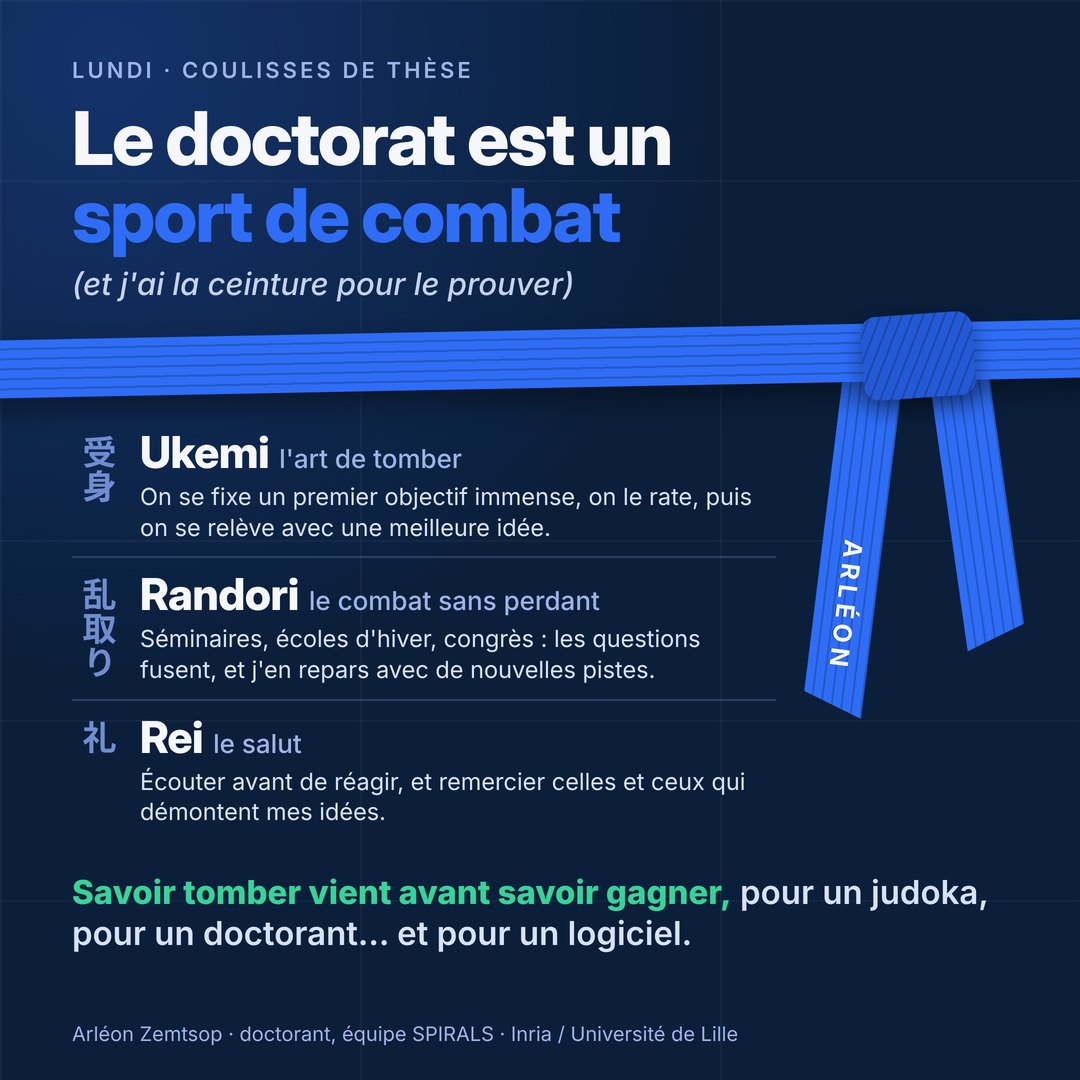 LUNDI · COULISSES DE THÈSE
Le doctorat est un
sport de combat
(et j'ai la ceinture pour le prouver)
受身
Ukemi l'art de tomber
On se fixe un premier objectif immense, on le rate, puis
on se relève avec une meilleure idée.
乱取り
Randori le combat sans perdant
Séminaires, écoles d'hiver, congrès : les questions
fusent, et j'en repars avec de nouvelles pistes.
礼
Rei le salut
Écouter avant de réagir, et remercier celles et ceux qui
démontent mes idées.
ARLÉON
Savoir tomber vient avant savoir gagner, pour un judoka,
pour un doctorant... et pour un logiciel.
Arléon Zemtsop · doctorant, équipe SPIRALS · Inria / Université de Lille